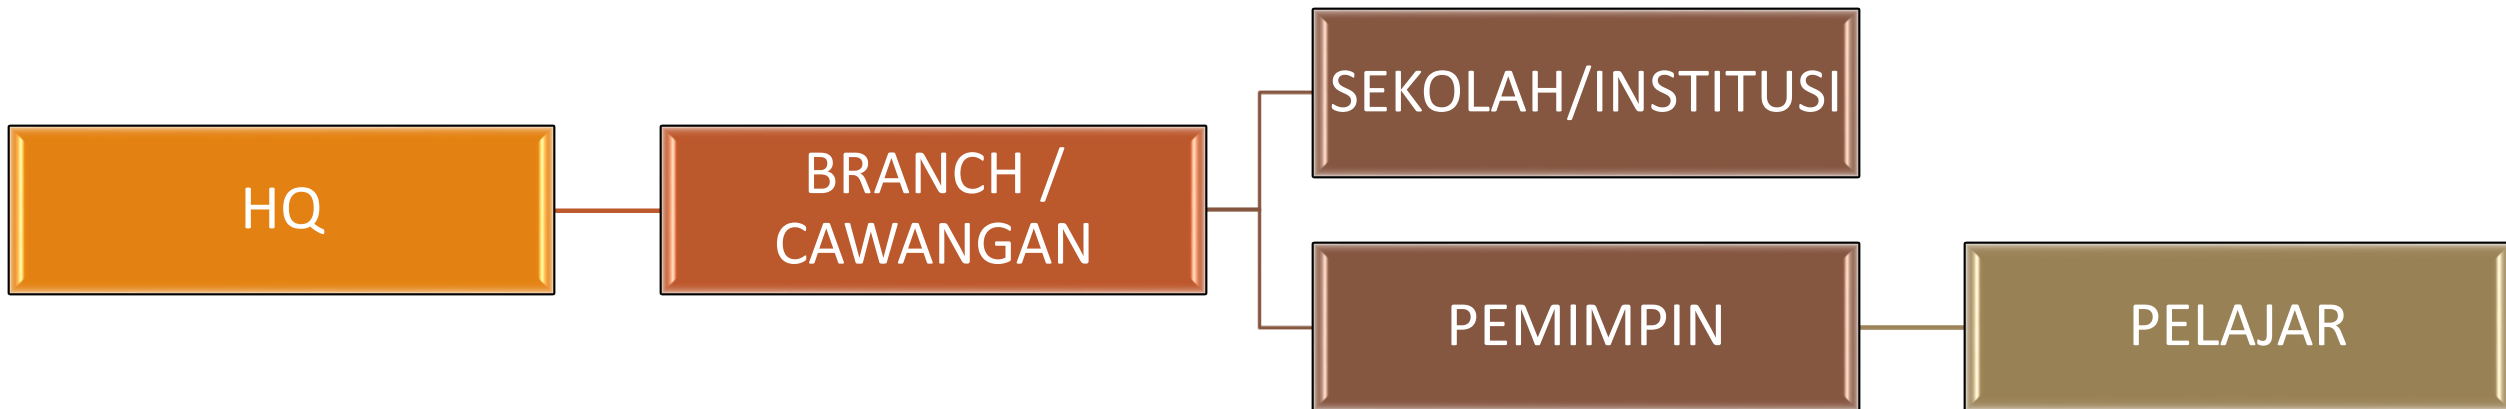 HQ
BRANCH /
CAWANGAN
SEKOLAH/INSTITUSI
PEMIMPIN
PELAJAR